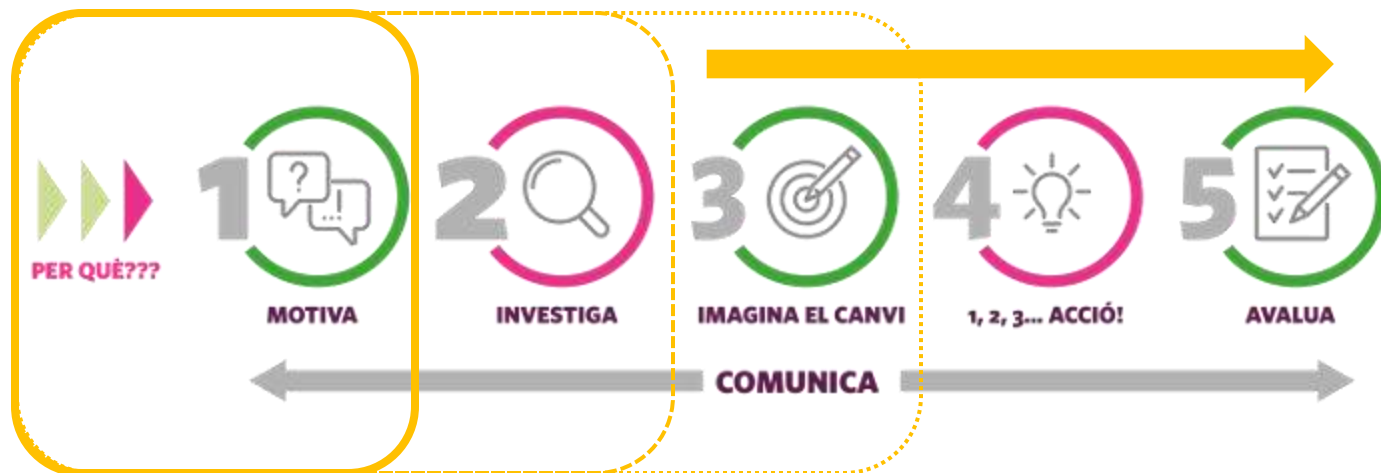 PER QUÈ???
1
MOTIVA
2
INVESTIGA
3
IMAGINA EL CANVI
4
1, 2, 3... ACCIÓ!
5
AVALUA
COMUNICA